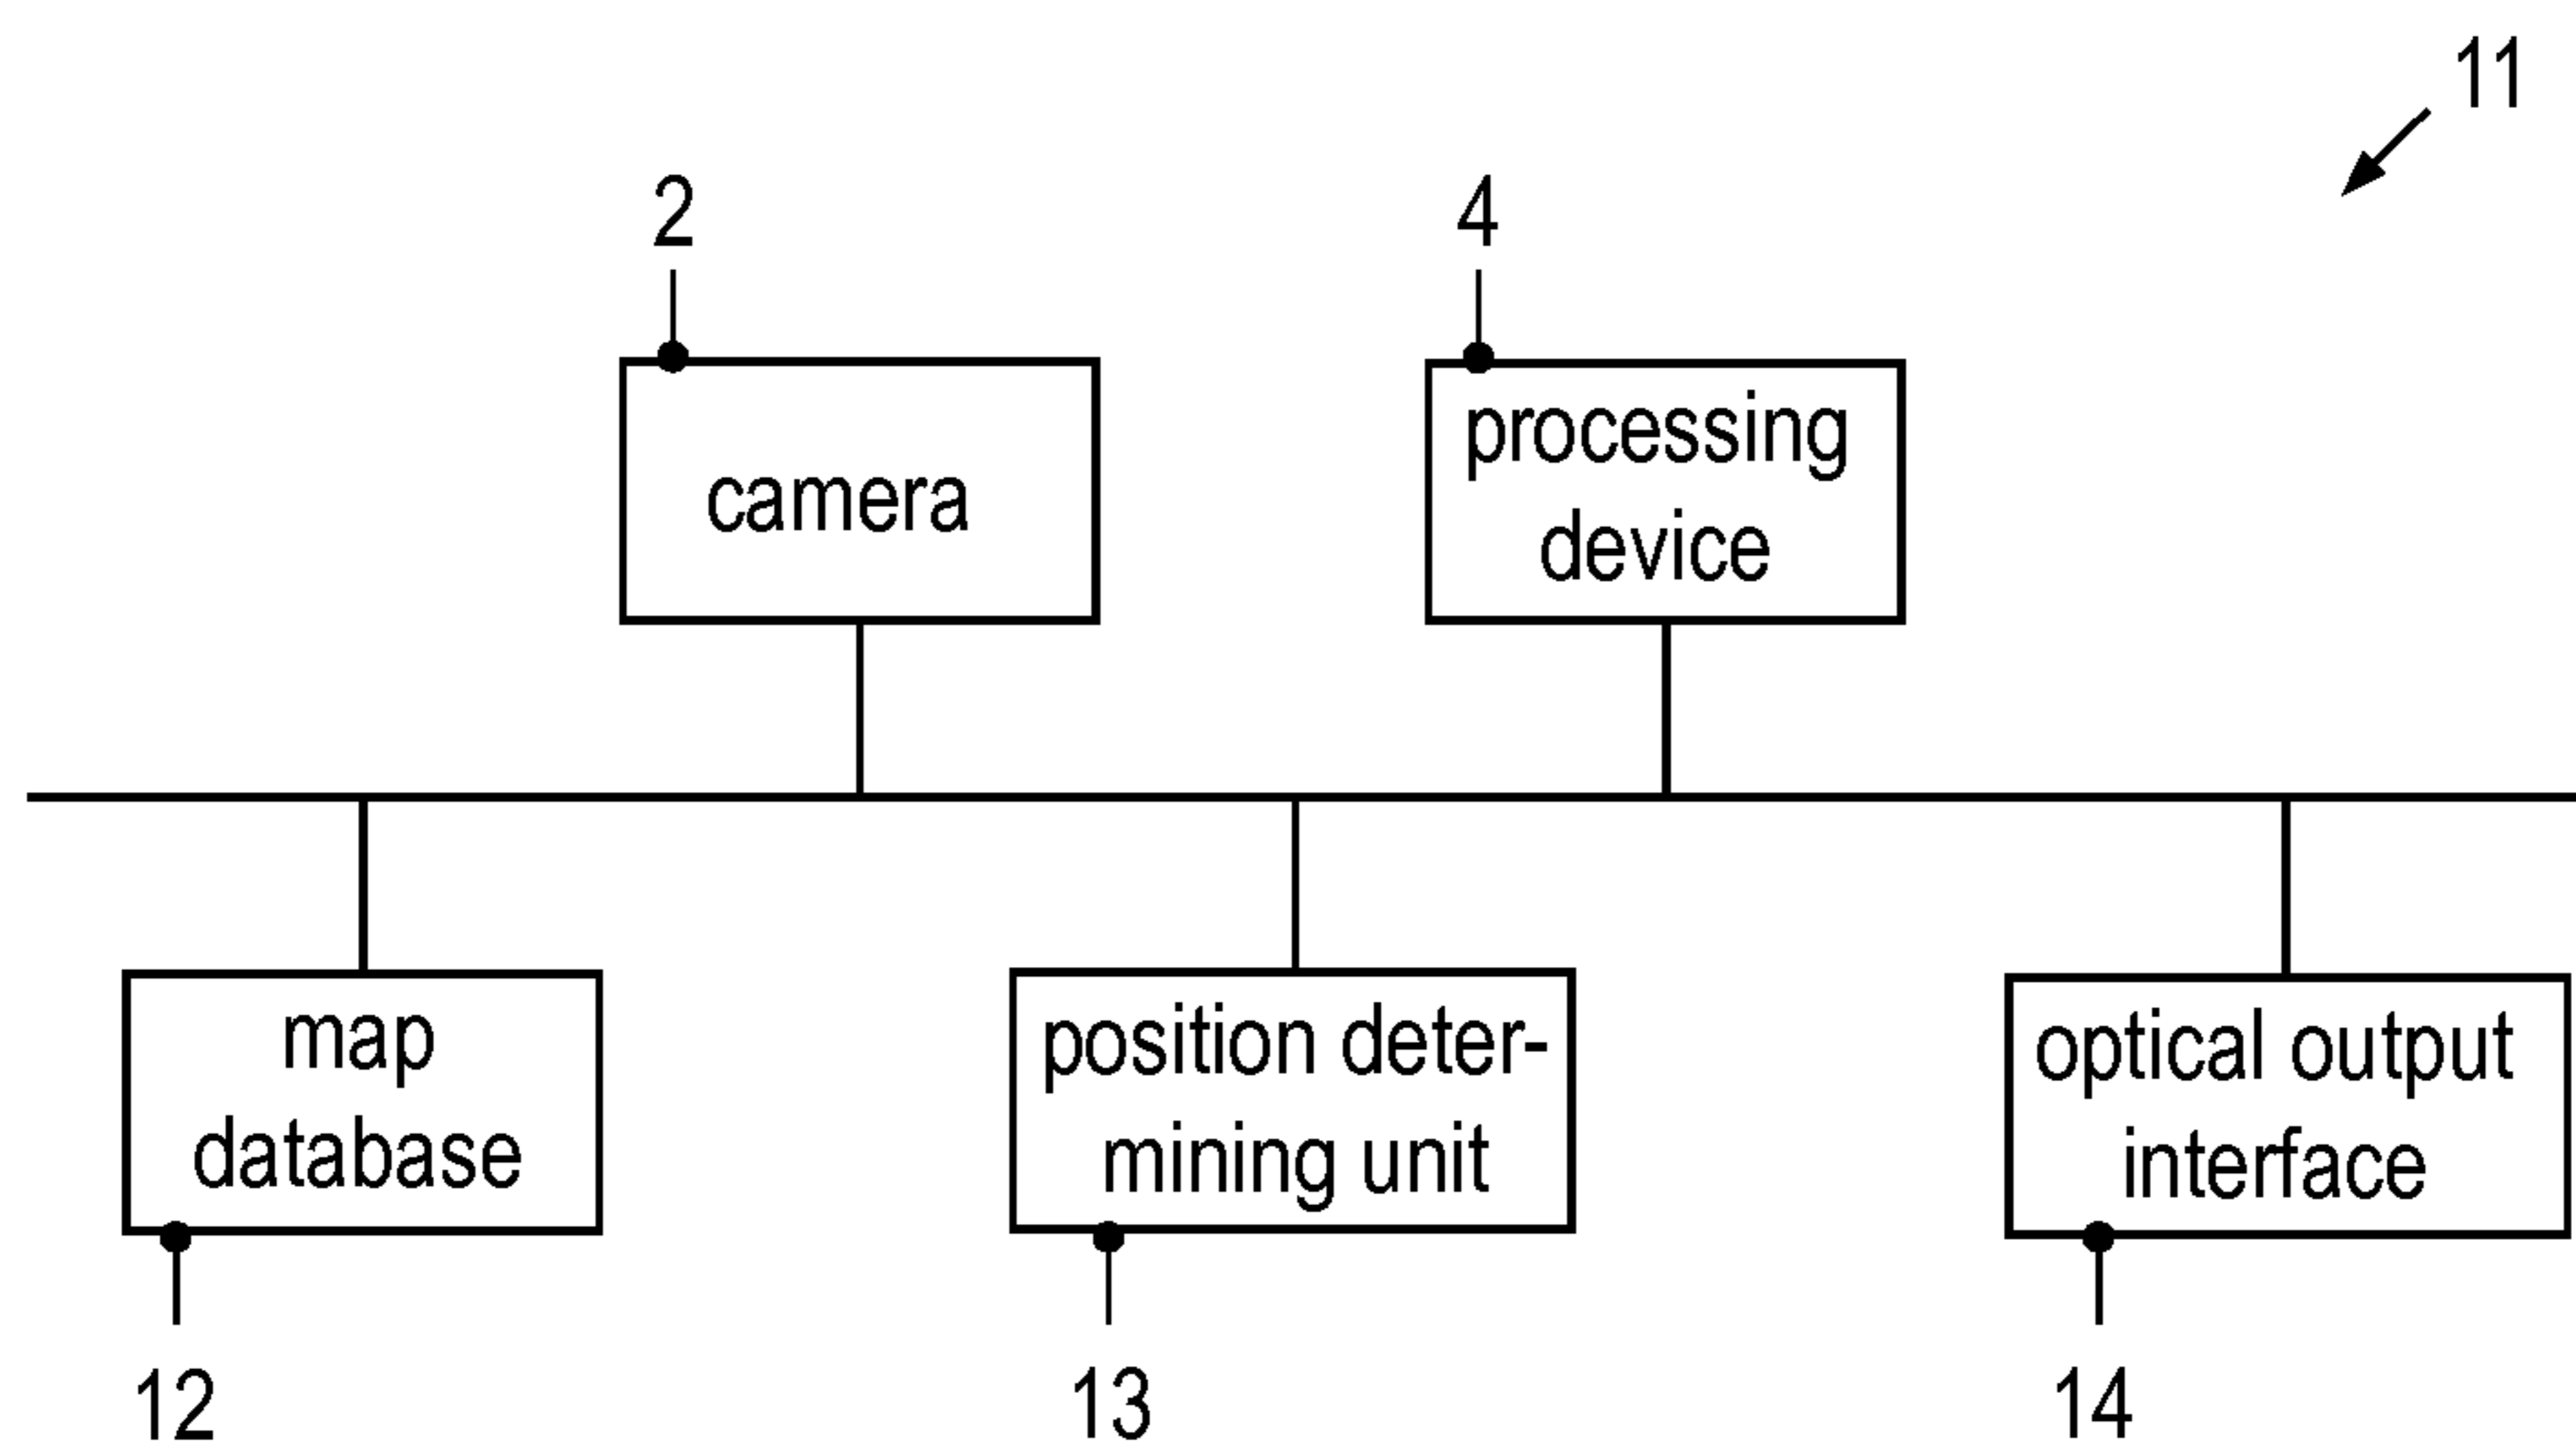 11
2
4
camera
processing
device
map
database
position deter-
mining unit
optical output
interface
12
13
14